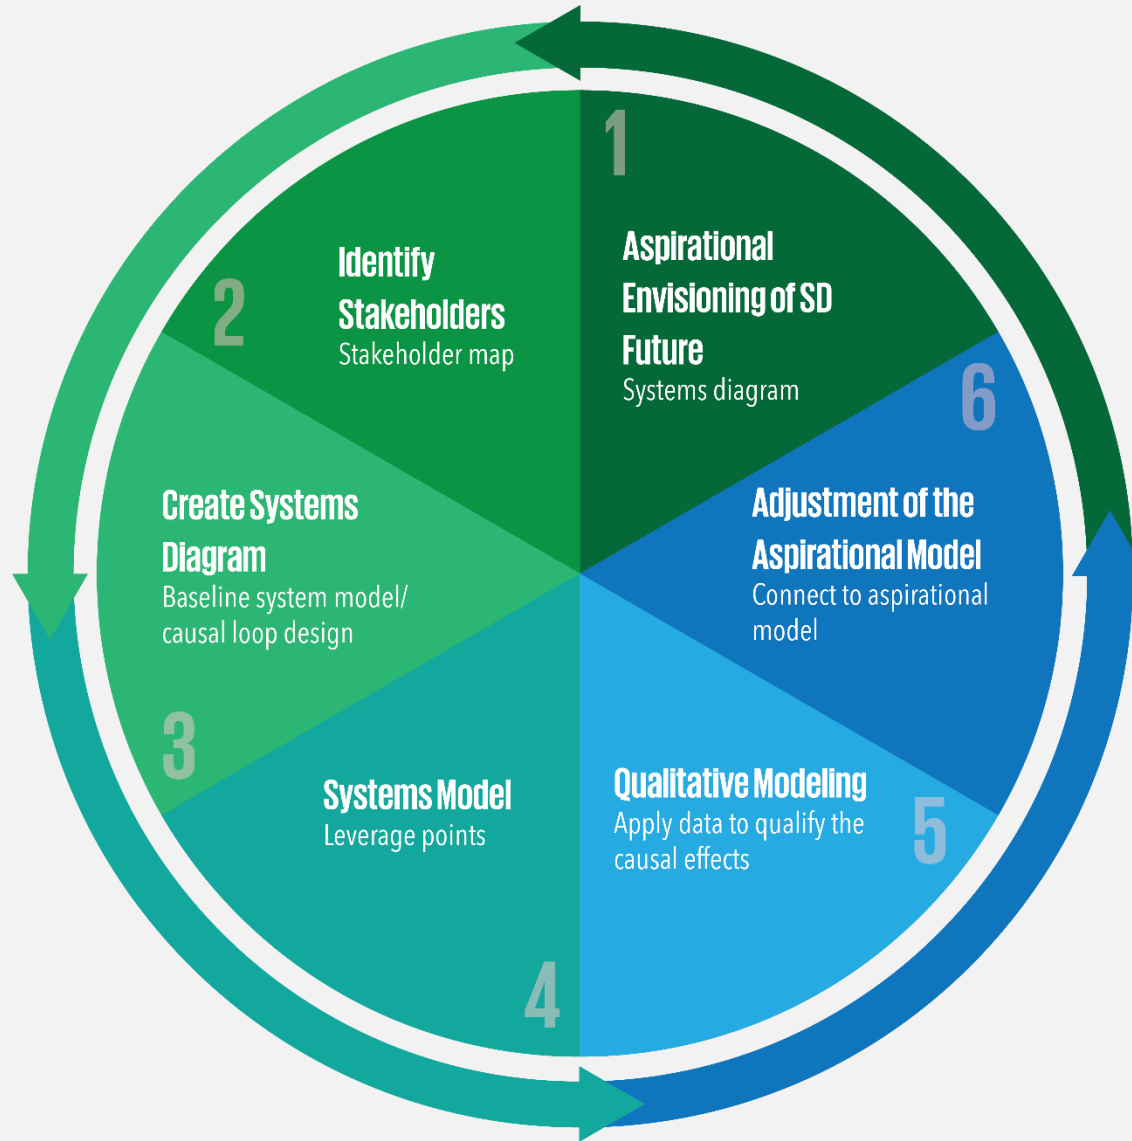 1
Aspirational
Envisioning of SD
Future
Systems diagram
2
Identify
Stakeholders
Stakeholder map
3
Create Systems
Diagram
Baseline system model/
causal loop design
4
Systems Model
Leverage points
5
Qualitative Modeling
Apply data to qualify the
causal effects
6
Adjustment of the
Aspirational Model
Connect to aspirational
model